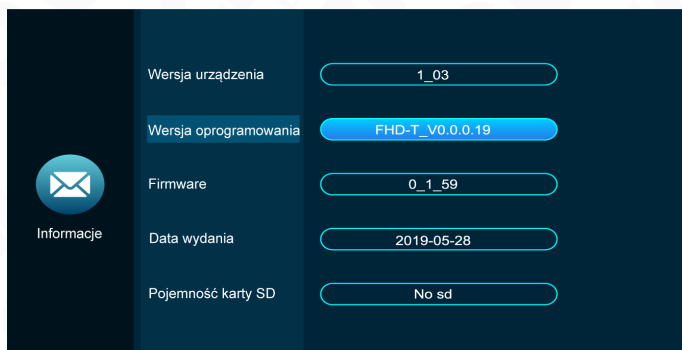 Wersja urządzenia 1_03
Wersja oprogramowania FHD-T_V0.0.0.19
Firmware 0_1_59
Informacje
Data wydania 2019-05-28
Pojemność karty SD No sd